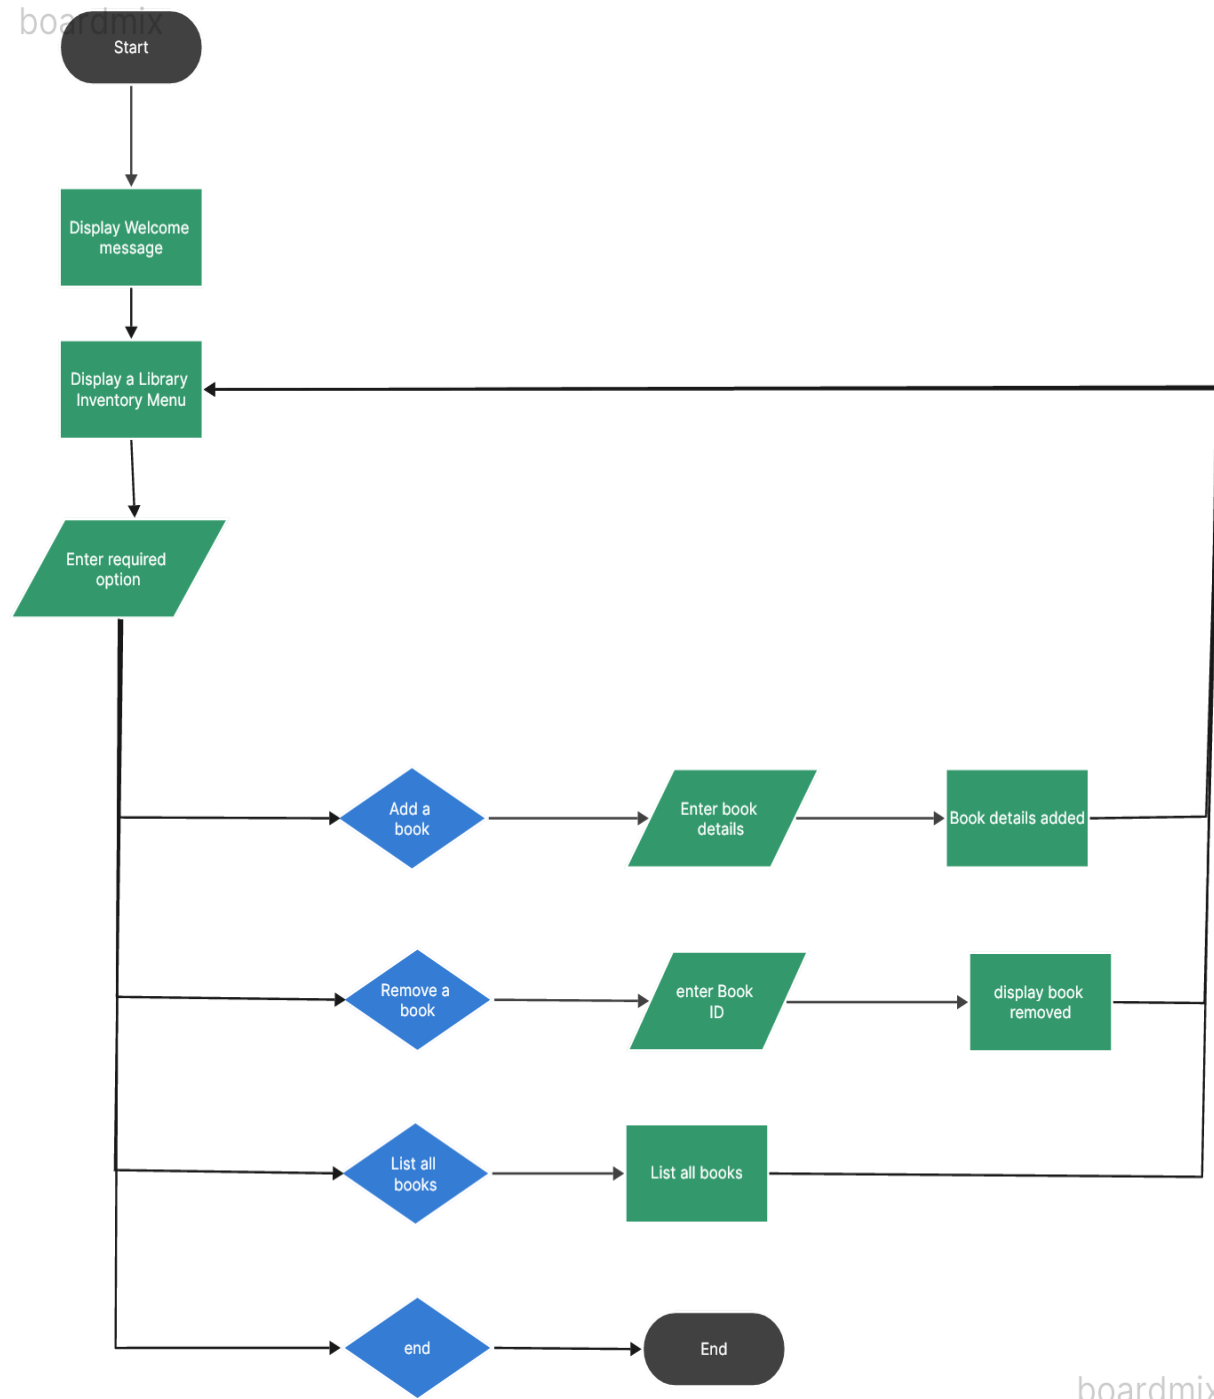 boardmix
Start
Display Welcome
message
Display a Library
Inventory Menu
Enter required
option
Add a
book
Enter book
details
Book details added
Remove a
book
enter Book
ID
display book
removed
List all
books
List all books
end
End
boardmix